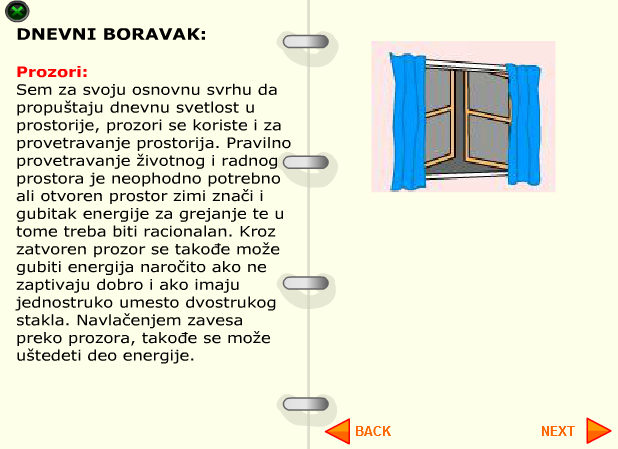 DNEVNI BORAVAK:
Prozori:
Sem za svoju osnovnu svrhu da
propuštaju dnevnu svetlost u
prostorije, prozori se koriste i za
provetravanje prostorija. Pravilno
provetravanje životnog i radnog
prostora je neophodno potrebno
ali otvoren prostor zimi znači i
gubitak energije za grejanje te u
tome treba biti racionalan. Kroz
zatvoren prozor se takođe može
gubiti energija naročito ako ne
zaptivaju dobro i ako imaju
jednostruko umesto dvostrukog
stakla. Navlačenjem zavesa
preko prozora, takođe se može
uštedeti deo energije.
BACK
NEXT